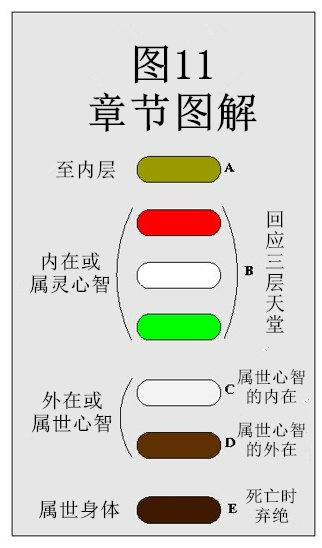 图11
章节图解
至内层
A
内在或
属灵心智
B
回应三层天堂
外在或
属世心智
C
属世心智
的内在
D
属世心智
的外在
属世身体
E
死亡时
弃绝